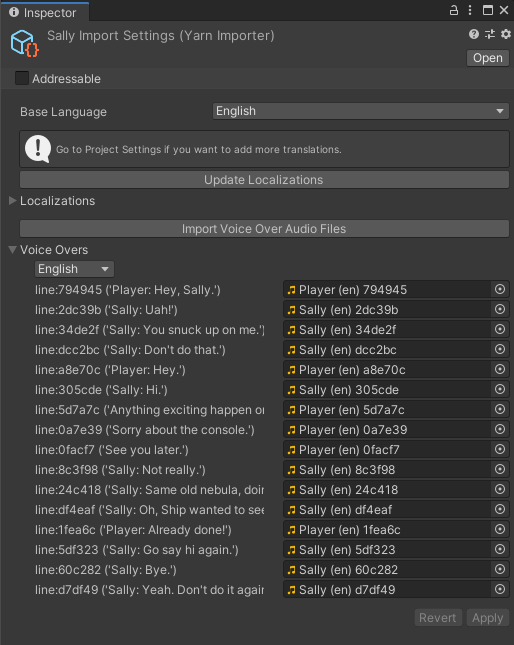 Inspector
Sally Import Settings (Yarn Importer)
Open
Addressable
Base Language English
Go to Project Settings if you want to add more translations.
Update Localizations
Localizations
Import Voice Over Audio Files
Voice Overs
English
line:794945 ('Player: Hey, Sally.') Player (en) 794945
line:2dc39b ('Sally: Uah!') Sally (en) 2dc39b
line:34de2f ('Sally: You snuck up on me.') Sally (en) 34de2f
line:dcc2bc ('Sally: Don't do that.') Sally (en) dcc2bc
line:a8e70c ('Player: Hey.') Player (en) a8e70c
line:305cde ('Sally: Hi.') Sally (en) 305cde
line:5d7a7c ('Anything exciting happen or Player (en) 5d7a7c
line:0a7e39 ('Sorry about the console.') Player (en) 0a7e39
line:0facf7 ('See you later.') Player (en) 0facf7
line:8c3f98 ('Sally: Not really.') Sally (en) 8c3f98
line:24c418 ('Sally: Same old nebula, doin Sally (en) 24c418
line:df4eaf ('Sally: Oh, Ship wanted to see Sally (en) df4eaf
line:1fea6c ('Player: Already done!') Player (en) 1fea6c
line:5df323 ('Sally: Go say hi again.') Sally (en) 5df323
line:60c282 ('Sally: Bye.') Sally (en) 60c282
line:d7df49 ('Sally: Yeah. Don't do it again Sally (en) d7df49
Revert Apply